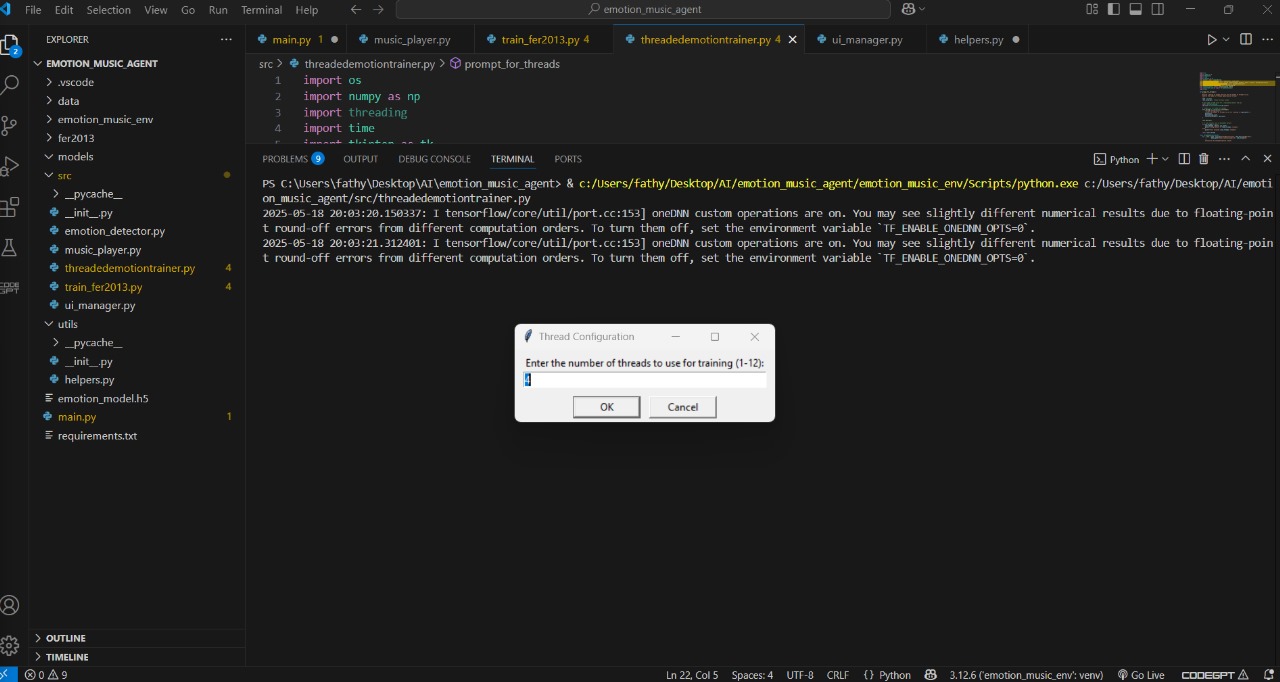 File Edit Selection View Go Run Terminal Help
emotion_music_agent
EXPLORER
EMOTION_MUSIC_AGENT
.vscode
data
emotion_music_env
fer2013
models
src
__pycache__
__init__.py
emotion_detector.py
music_player.py
threadedemotiontrainer.py 4
train_fer2013.py 4
ui_manager.py
utils
__pycache__
__init__.py
helpers.py
emotion_model.h5
main.py 1
requirements.txt
OUTLINE
TIMELINE
2
main.py 1
music_player.py
train_fer2013.py 4
threadedemotiontrainer.py 4
ui_manager.py
helpers.py
src > threadedemotiontrainer.py > prompt_for_threads
1 import os
2 import numpy as np
3 import threading
4 import time
PROBLEMS 9 OUTPUT DEBUG CONSOLE TERMINAL PORTS
Python
PS C:\Users\fathy\Desktop\AI\emotion_music_agent> & c:/Users/fathy/Desktop/AI/emotion_music_agent/emotion_music_env/Scripts/python.exe c:/Users/fathy/Desktop/AI/emoti
on_music_agent/src/threadedemotiontrainer.py
2025-05-18 20:03:20.150337: I tensorflow/core/util/port.cc:153] oneDNN custom operations are on. You may see slightly different numerical results due to floating-poin
t round-off errors from different computation orders. To turn them off, set the environment variable `TF_ENABLE_ONEDNN_OPTS=0`.
2025-05-18 20:03:21.312401: I tensorflow/core/util/port.cc:153] oneDNN custom operations are on. You may see slightly different numerical results due to floating-poin
t round-off errors from different computation orders. To turn them off, set the environment variable `TF_ENABLE_ONEDNN_OPTS=0`.
Thread Configuration
Enter the number of threads to use for training (1-12):
4
OK
Cancel
0 9
Ln 22, Col 5 Spaces: 4 UTF-8 CRLF {} Python 3.12.6 ('emotion_music_env': venv) Go Live CODEGPT